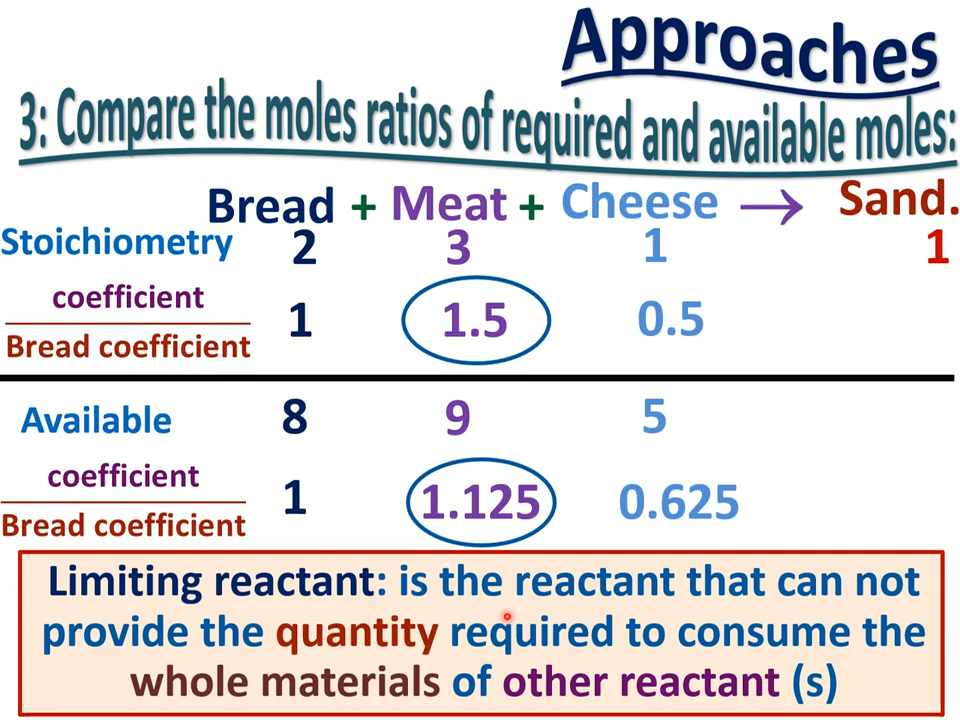 Approaches
3: Compare the moles ratios of required and available moles:
Bread + Meat + Cheese → Sand.
Stoichiometry 2 3 1 1
coefficient
Bread coefficient 1 1.5 0.5
Available 8 9 5
coefficient
Bread coefficient 1 1.125 0.625
Limiting reactant: is the reactant that can not
provide the quantity required to consume the
whole materials of other reactant (s)